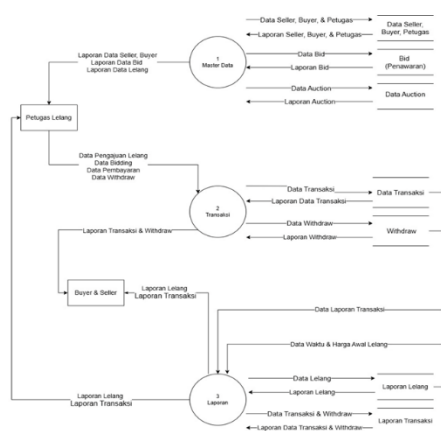 Data Seller, Buyer, & Petugas
Laporan Seller, Buyer, & Petugas
Data Seller,
Buyer, Petugas
Laporan Data Seller, Buyer
Laporan Data Bid
Laporan Data Lelang
1
Master Data
Data Bid
Laporan Bid
Bid
(Penawaran)
Data Auction
Laporan Auction
Data Auction
Petugas Lelang
Data Pengajuan Lelang
Data Bidding
Data Pembayaran
Data Withdraw
Data Transaksi
Laporan Data Transaksi
Data Transaksi
2
Transaksi
Data Withdraw
Laporan Withdraw
Withdraw
Laporan Transaksi & Withdraw
Buyer & Seller
Laporan Lelang
Laporan Transaksi
Data Laporan Transaksi
Data Waktu & Harga Awal Lelang
Data Lelang
Laporan Lelang
Laporan Lelang
3
Laporan
Laporan Lelang
Laporan Transaksi
Data Transaksi & Withdraw
Laporan Data Transaksi & Withdraw
Laporan Transaksi